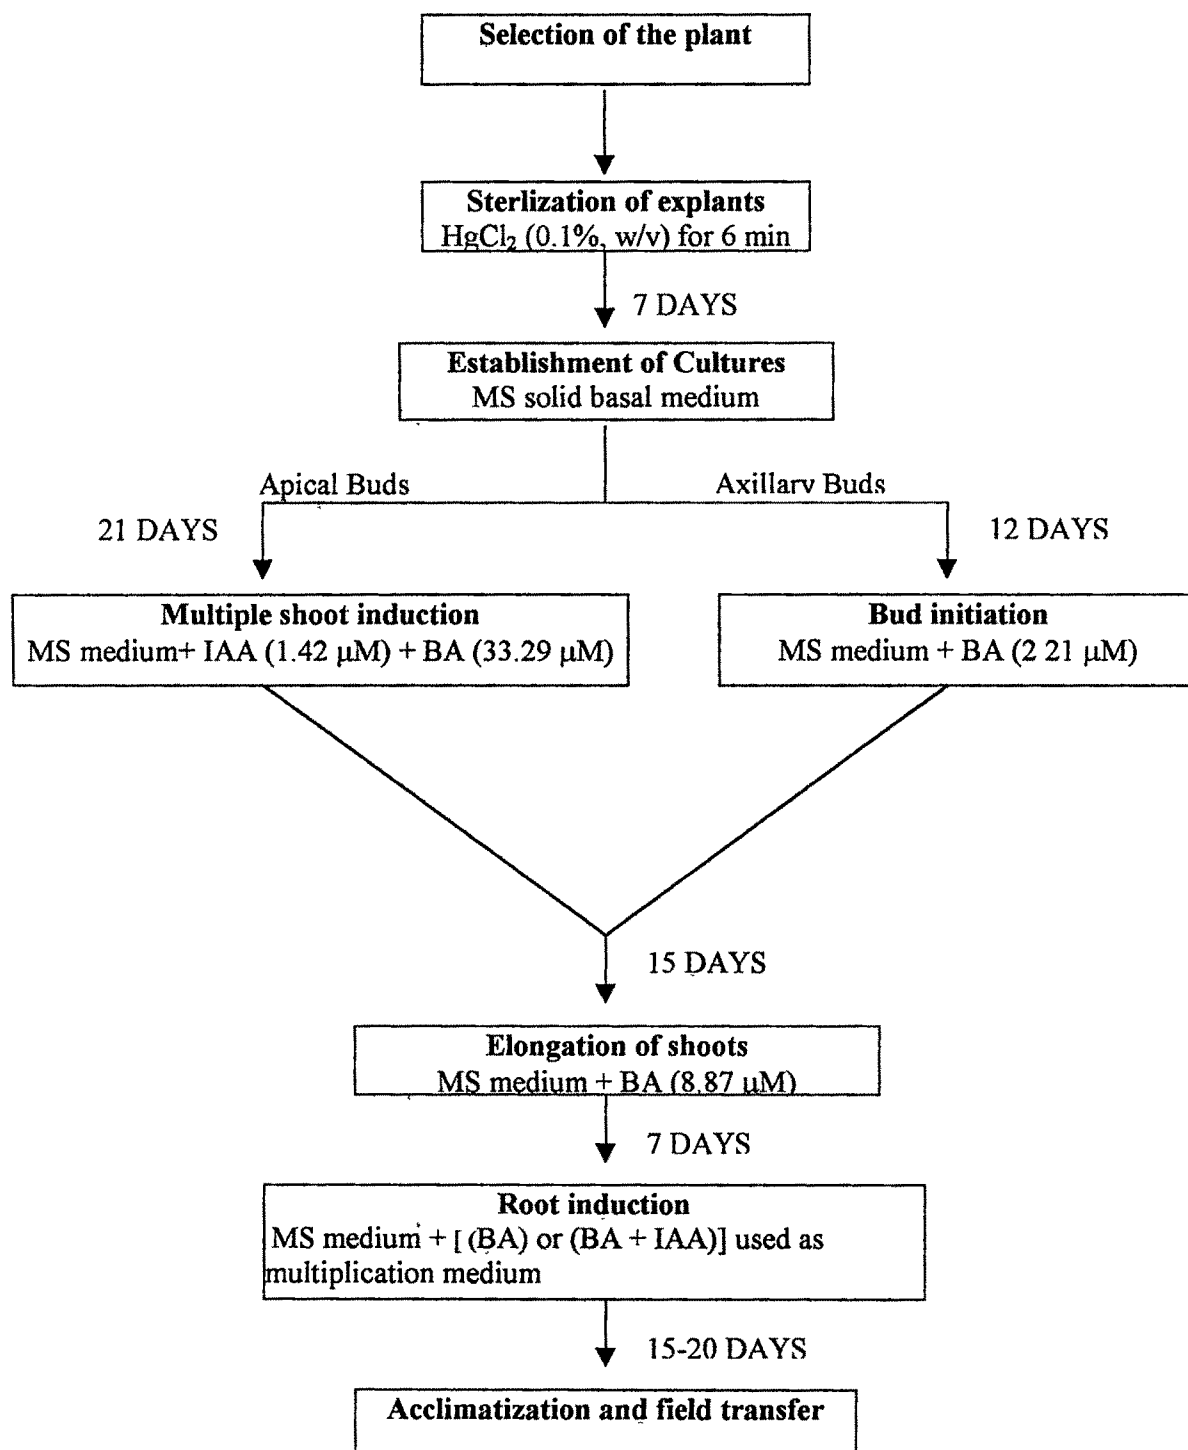 Selection of the plant
Sterlization of explants
HgCl₂ (0.1%, w/v) for 6 min
7 DAYS
Establishment of Cultures
MS solid basal medium
Apical Buds
Axillary Buds
21 DAYS
12 DAYS
Multiple shoot induction
MS medium+ IAA (1.42 µM) + BA (33.29 µM)
Bud initiation
MS medium + BA (2 21 µM)
15 DAYS
Elongation of shoots
MS medium + BA (8.87 µM)
7 DAYS
Root induction
MS medium + [ (BA) or (BA + IAA)] used as
multiplication medium
15-20 DAYS
Acclimatization and field transfer